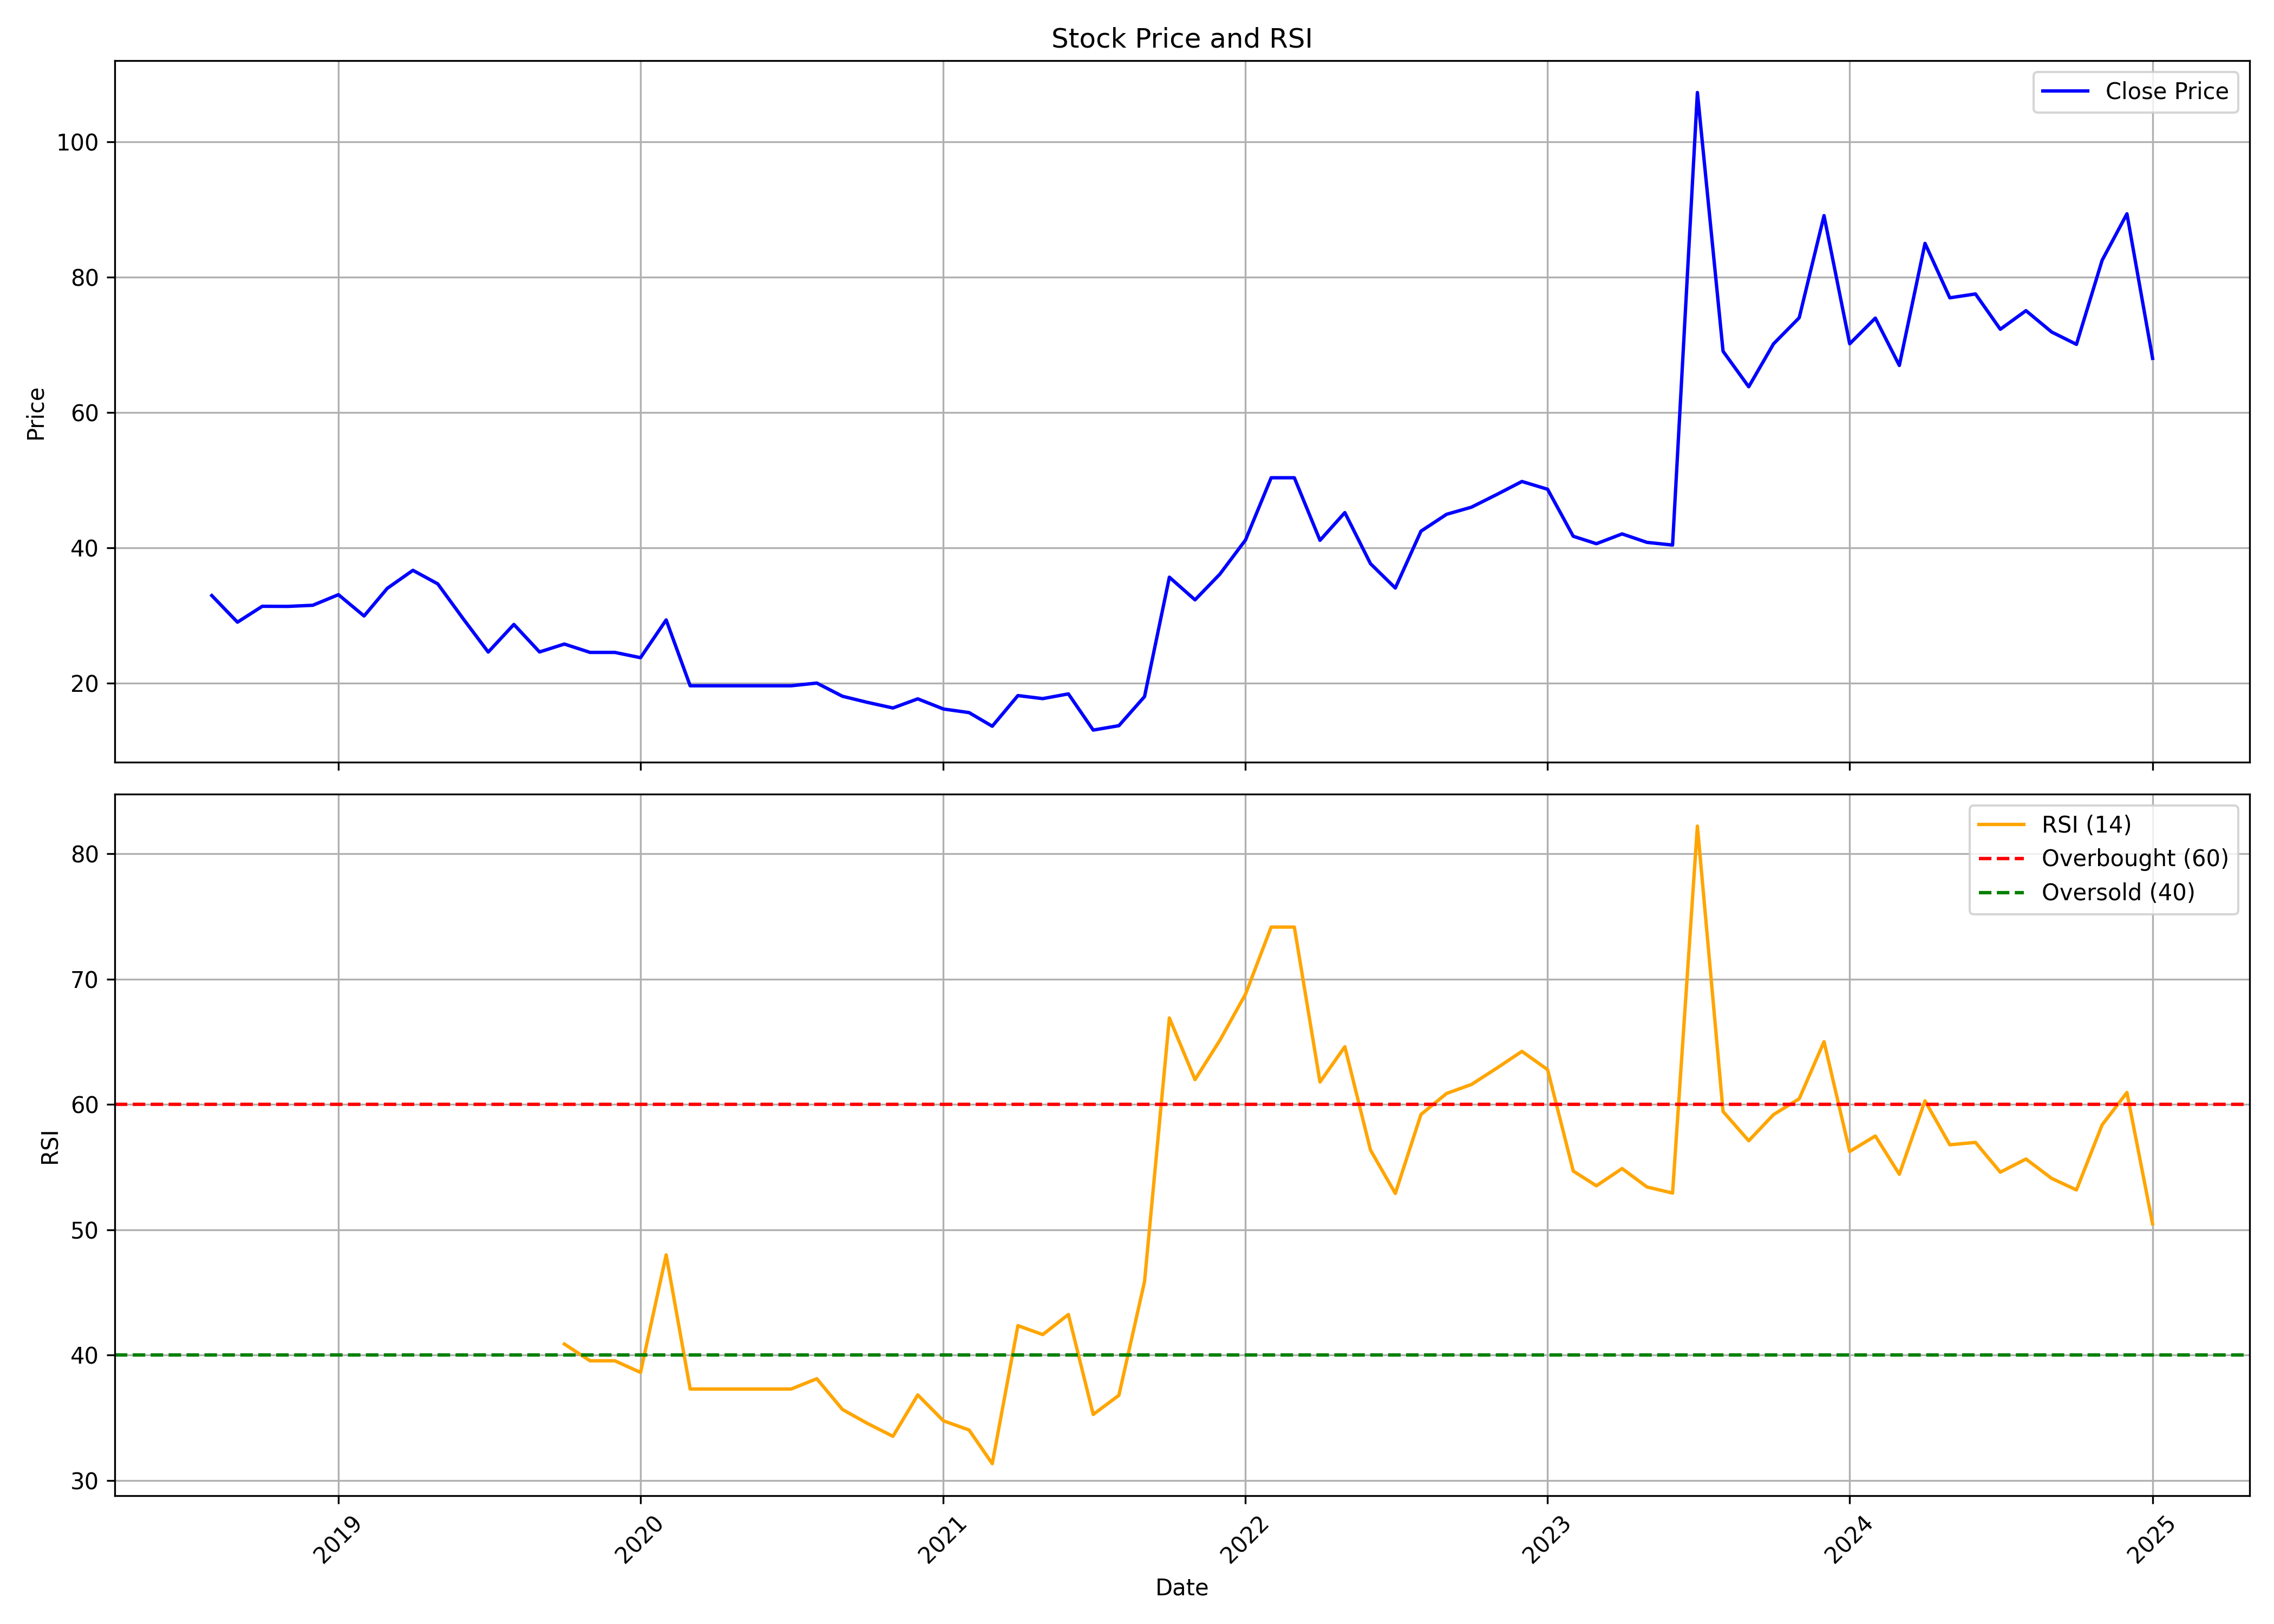 Stock Price and RSI
Close Price
Price
100
80
60
40
20
RSI (14)
Overbought (60)
Oversold (40)
RSI
80
70
60
50
40
30
2019
2020
2021
2022
2023
2024
2025
Date